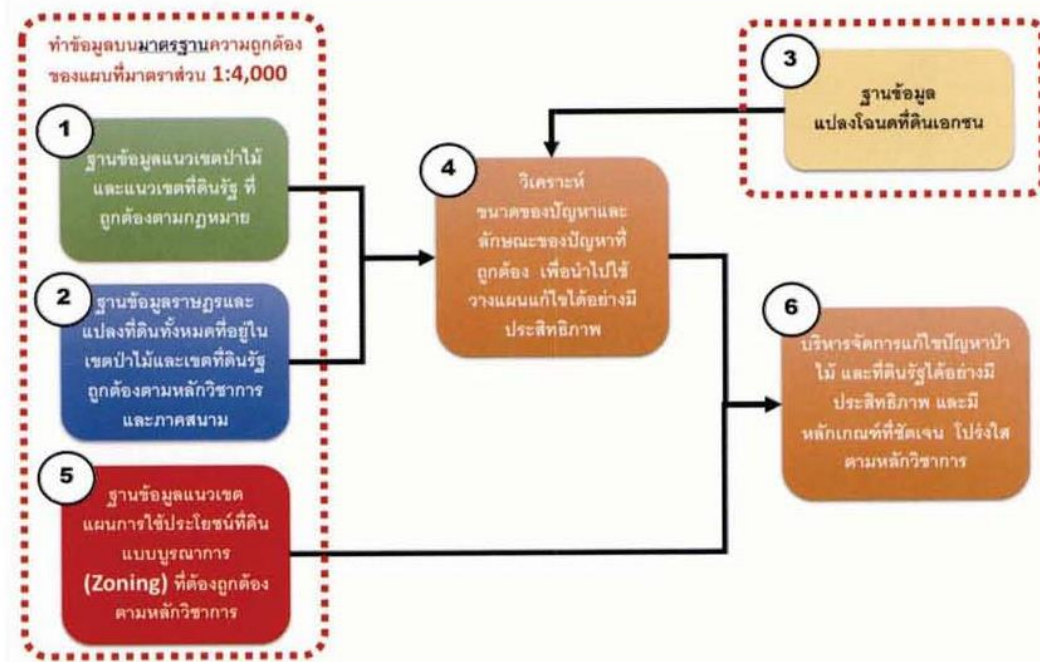 ทำข้อมูลบนมาตรฐานความถูกต้อง
ของแผนที่มาตราส่วน 1:4,000
1
ฐานข้อมูลแนวเขตป่าไม้
และแนวเขตที่ดินรัฐ ที่
ถูกต้องตามกฎหมาย
2
ฐานข้อมูลราษฎรและ
แปลงที่ดินทั้งหมดที่อยู่ใน
เขตป่าไม้และเขตที่ดินรัฐ
ถูกต้องตามหลักวิชาการ
และภาคสนาม
3
ฐานข้อมูล
แปลงโฉนดที่ดินเอกชน
4
วิเคราะห์
ขนาดของปัญหาและ
ลักษณะของปัญหาที่
ถูกต้อง เพื่อนำไปใช้
วางแผนแก้ไขได้อย่างมี
ประสิทธิภาพ
5
ฐานข้อมูลแนวเขต
แผนการใช้ประโยชน์ที่ดิน
แบบบูรณาการ
(Zoning) ที่ต้องถูกต้อง
ตามหลักวิชาการ
6
บริหารจัดการแก้ไขปัญหาป่า
ไม้ และที่ดินรัฐได้อย่างมี
ประสิทธิภาพ และมี
หลักเกณฑ์ที่ชัดเจน โปร่งใส
ตามหลักวิชาการ